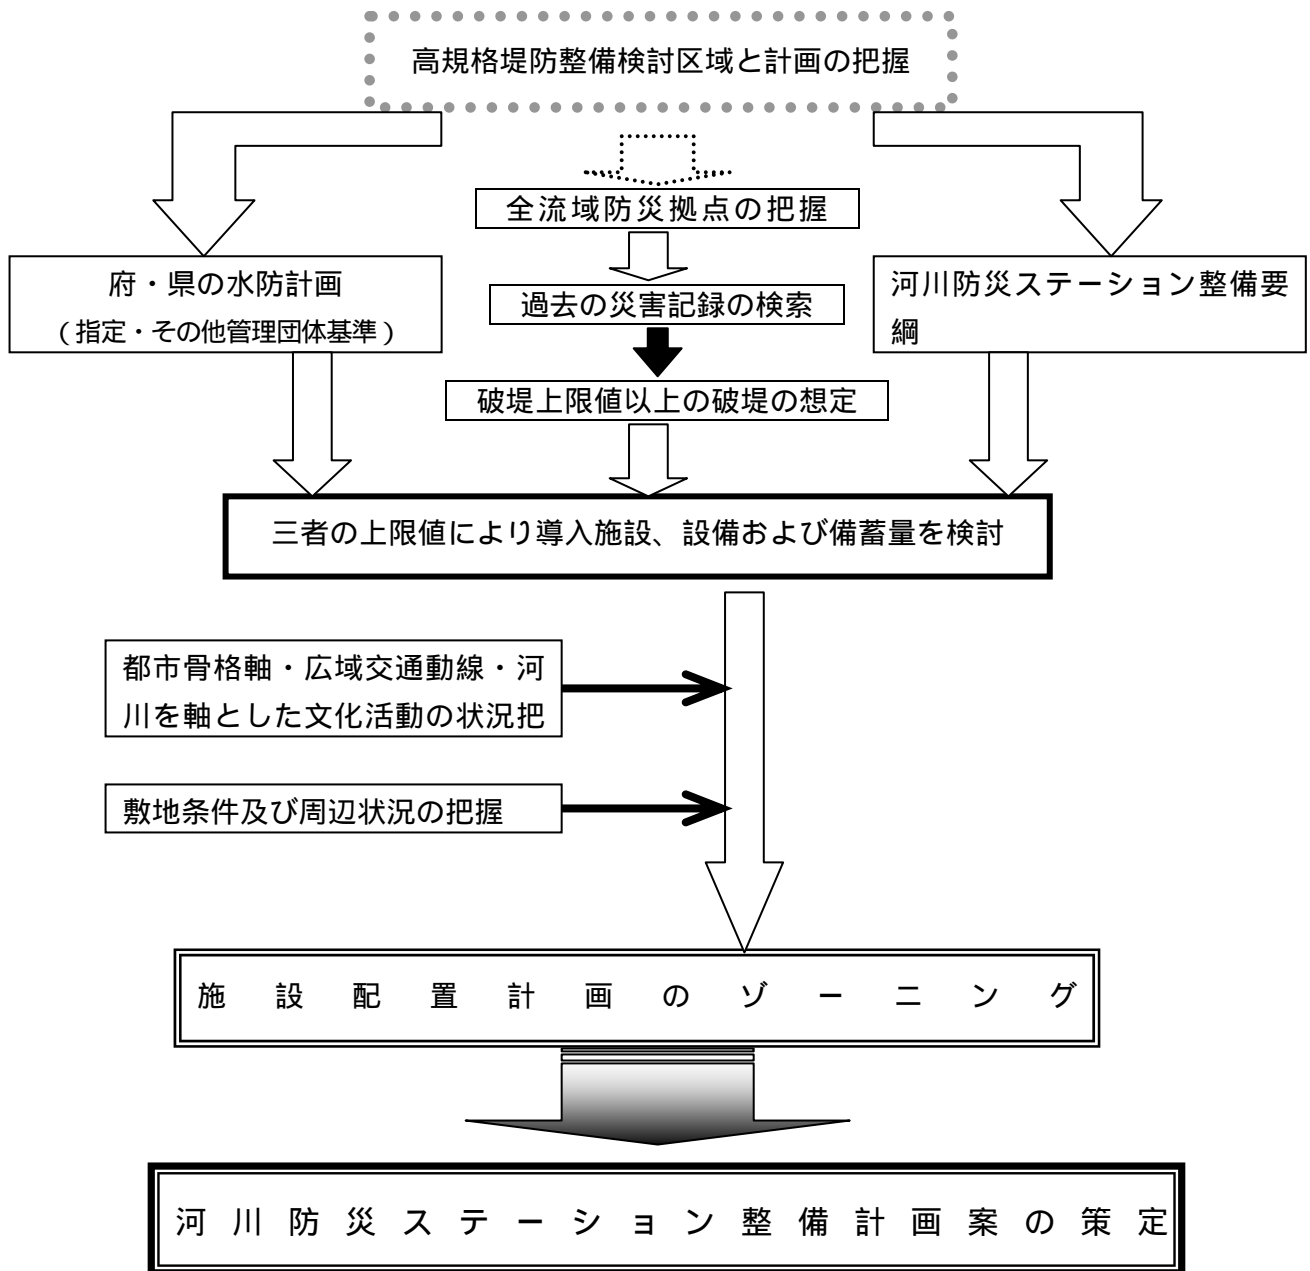 高規格堤防整備検討区域と計画の把握
全流域防災拠点の把握
府・県の水防計画
（指定・その他管理団体基準）
過去の災害記録の検索
河川防災ステーション整備要
綱
破堤上限値以上の破堤の想定
三者の上限値により導入施設、設備および備蓄量を検討
都市骨格軸・広域交通動線・河
川を軸とした文化活動の状況把
敷地条件及び周辺状況の把握
施設配置計画のゾーニング
河川防災ステーション整備計画案の策定